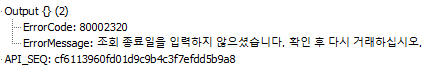 Output {} (2)
ErrorCode: 80002320
ErrorMessage: 조회 종료일을 입력하지 않으셨습니다. 확인 후 다시 거래하십시오.
API_SEQ: cf6113960fd01d9c9b4c3f7efdd5b9a8